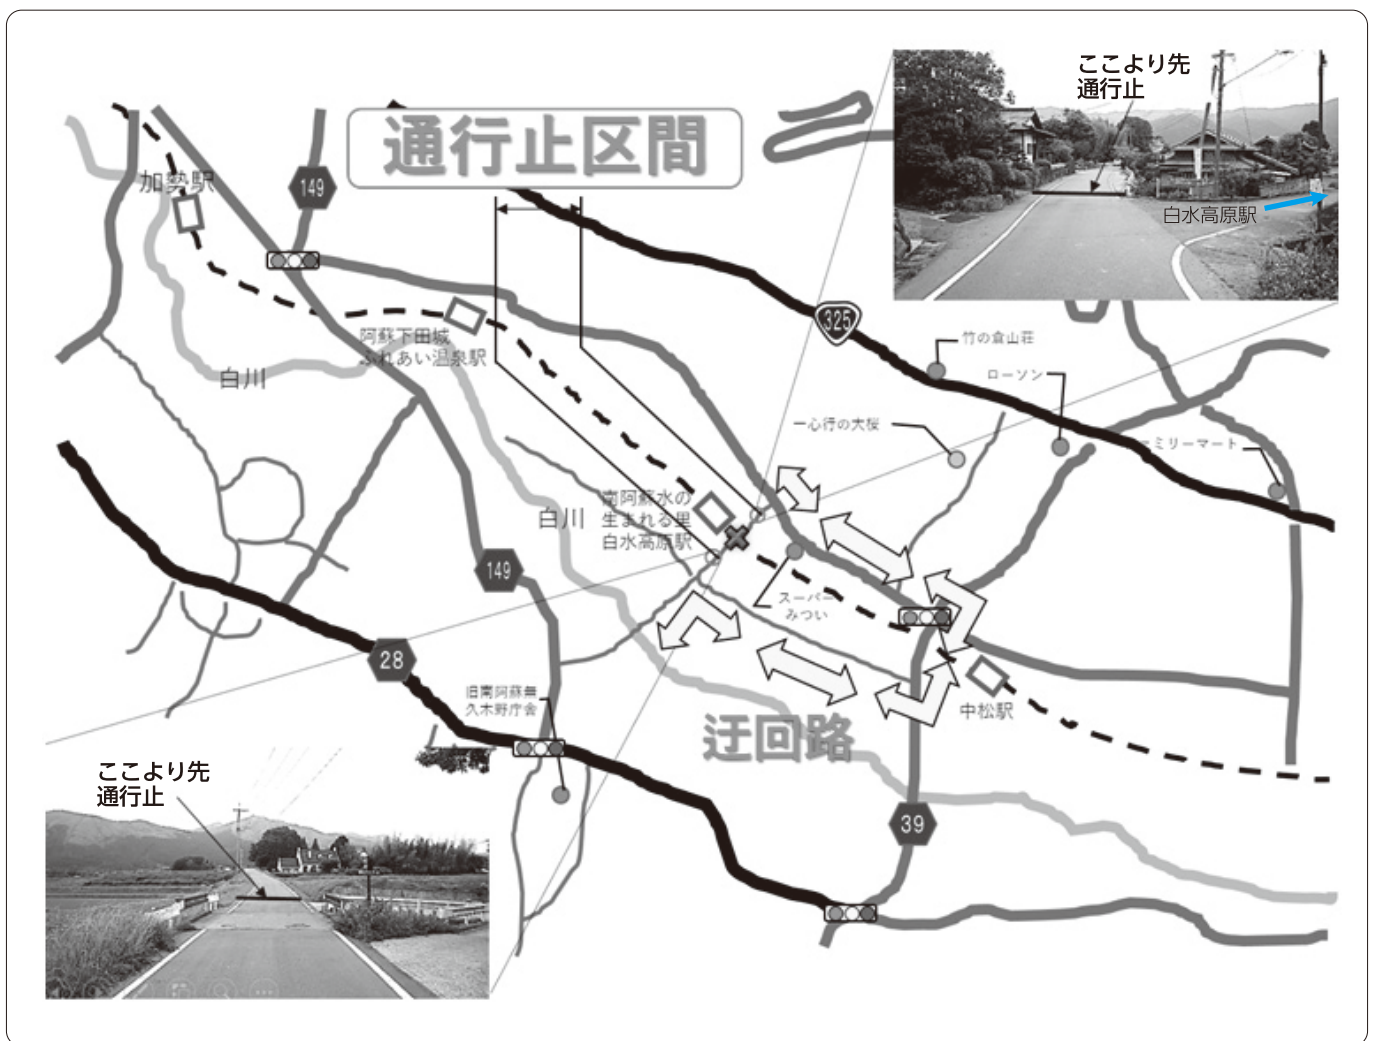 ここより先
通行止
白水高原駅
通行止区間
加勢駅
149
325
竹の倉山荘
ローソン
阿蘇下田城
ふれあい温泉駅
白川
一心行の大桜
ミリーマート
南阿蘇水の
生まれる里
白水高原駅
白川
149
スーパー
みつい
28
旧南阿蘇無
久木野庁舎
中松駅
迂回路
39
ここより先
通行止